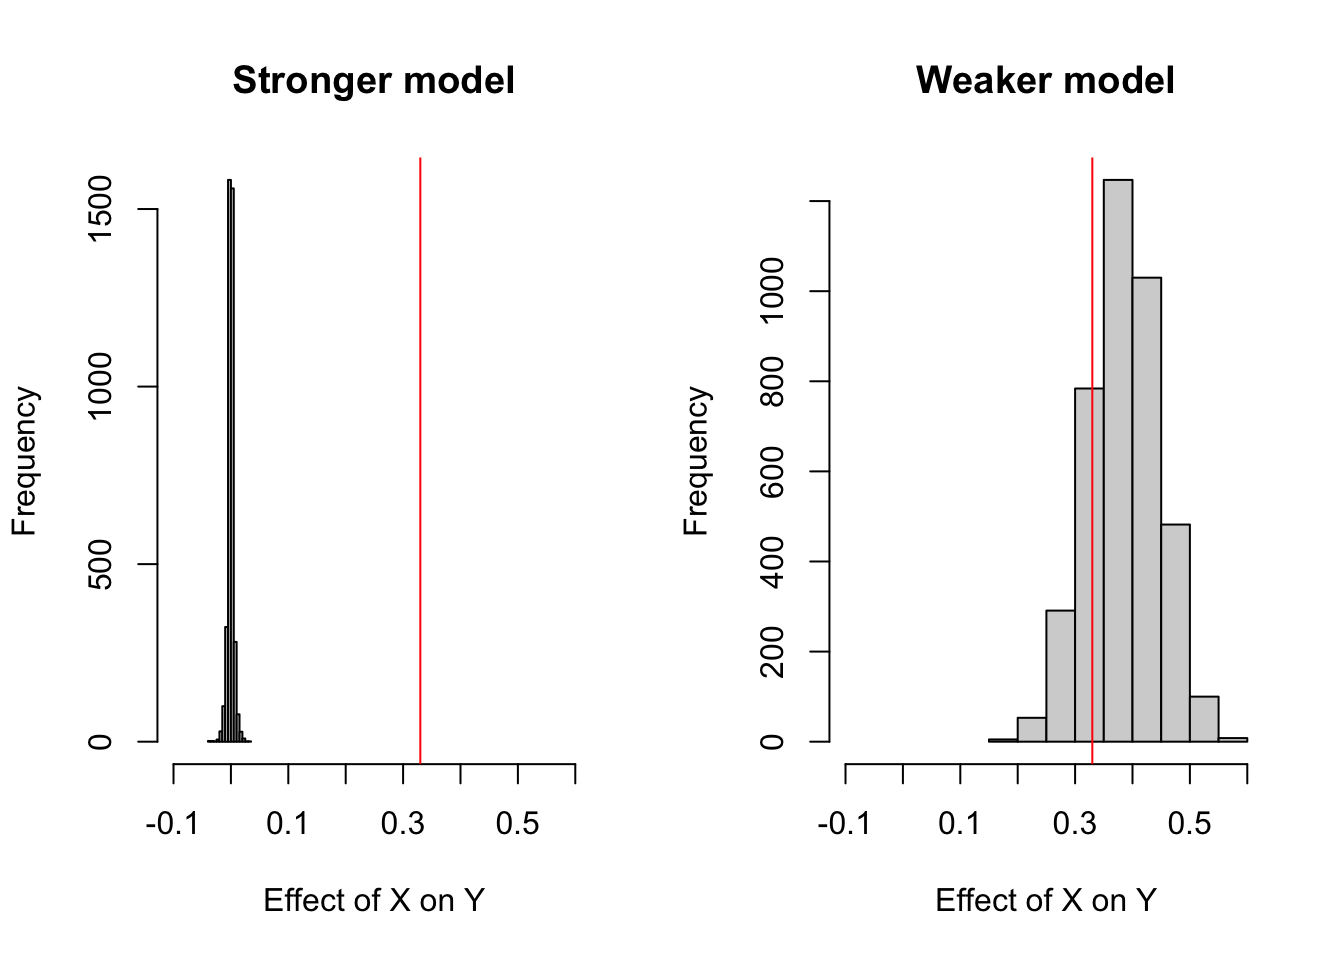 Stronger model
Frequency
1500
1000
500
0
-0.1 0.1 0.3 0.5
Effect of X on Y
Weaker model
Frequency
1000
800
600
400
200
0
-0.1 0.1 0.3 0.5
Effect of X on Y